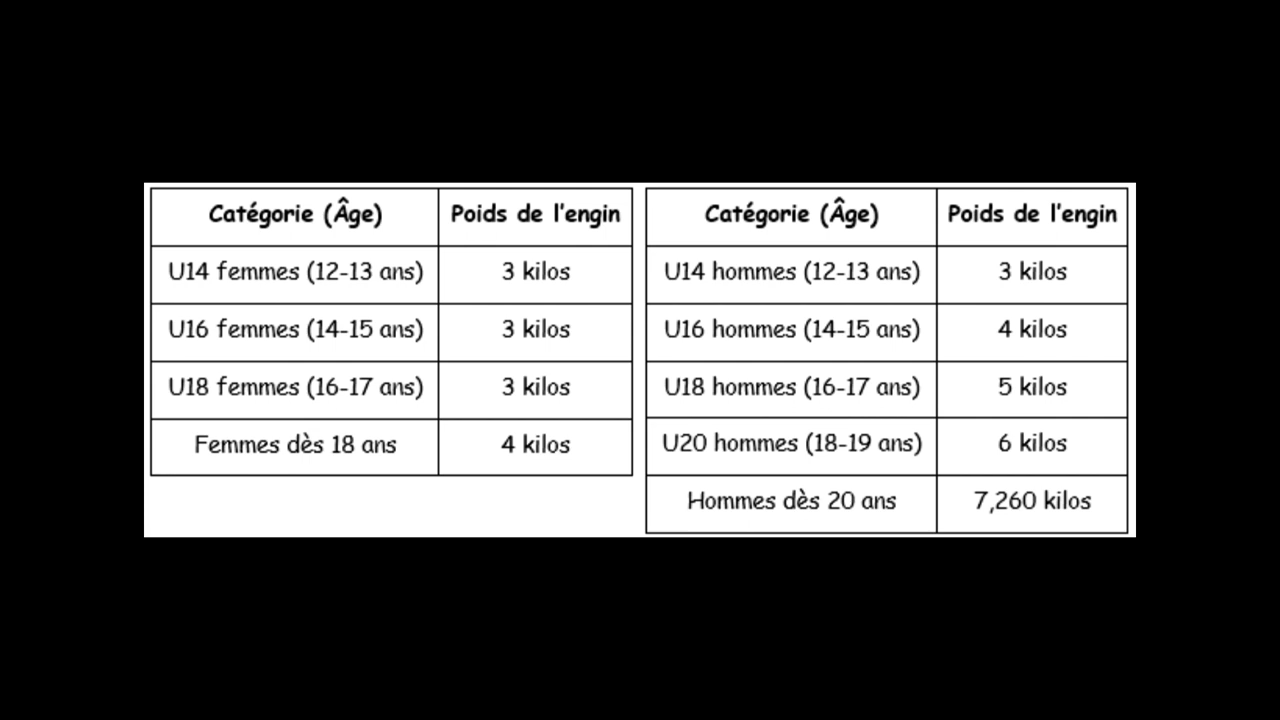 Catégorie (Âge) Poids de l'engin
U14 femmes (12-13 ans) 3 kilos
U16 femmes (14-15 ans) 3 kilos
U18 femmes (16-17 ans) 3 kilos
Femmes dès 18 ans 4 kilos
Catégorie (Âge) Poids de l'engin
U14 hommes (12-13 ans) 3 kilos
U16 hommes (14-15 ans) 4 kilos
U18 hommes (16-17 ans) 5 kilos
U20 hommes (18-19 ans) 6 kilos
Hommes dès 20 ans 7,260 kilos